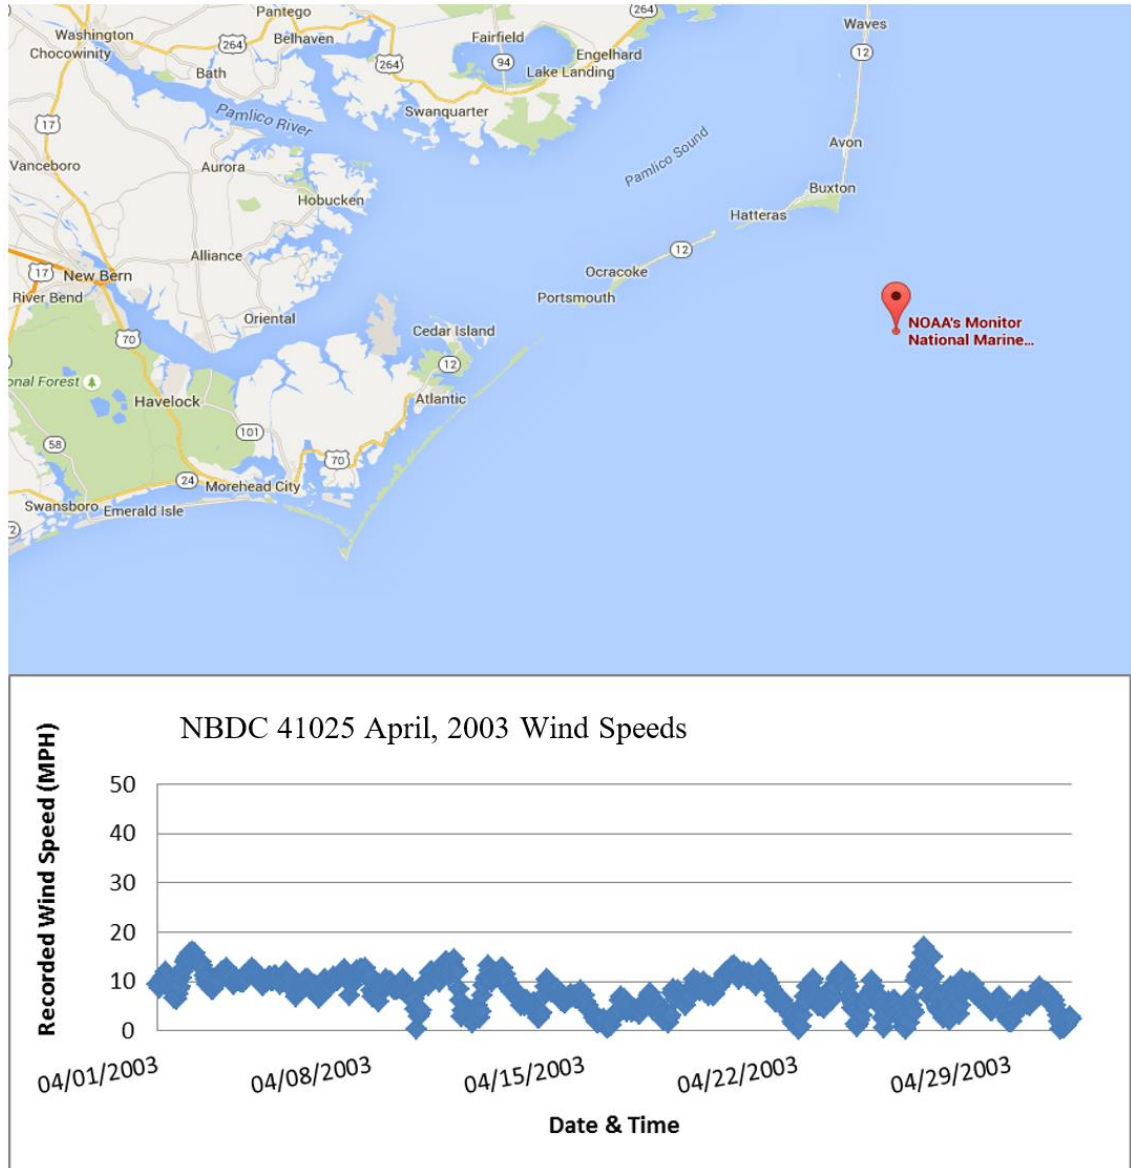 Pantego
264
Waves
Washington
Belhaven
264
Fairfield
12
Chocowinity
Engelhard
264
94
Bath
Lake Landing
Swanquarter
Pamlico River
17
Pamlico Sound
Avon
Vanceboro
Aurora
Buxton
Hobucken
Hatteras
Alliance
12
17
New Bern
Ocracoke
River Bend
Portsmouth
Oriental
NOAA's Monitor
National Marine...
Cedar Island
70
12
onal Forest
Havelock
Atlantic
101
58
70
24
Morehead City
Swansboro
Emerald Isle
2
NBDC 41025 April, 2003 Wind Speeds
Recorded Wind Speed (MPH)
50
40
30
20
10
0
04/01/2003
04/08/2003
04/15/2003
04/22/2003
04/29/2003
Date & Time